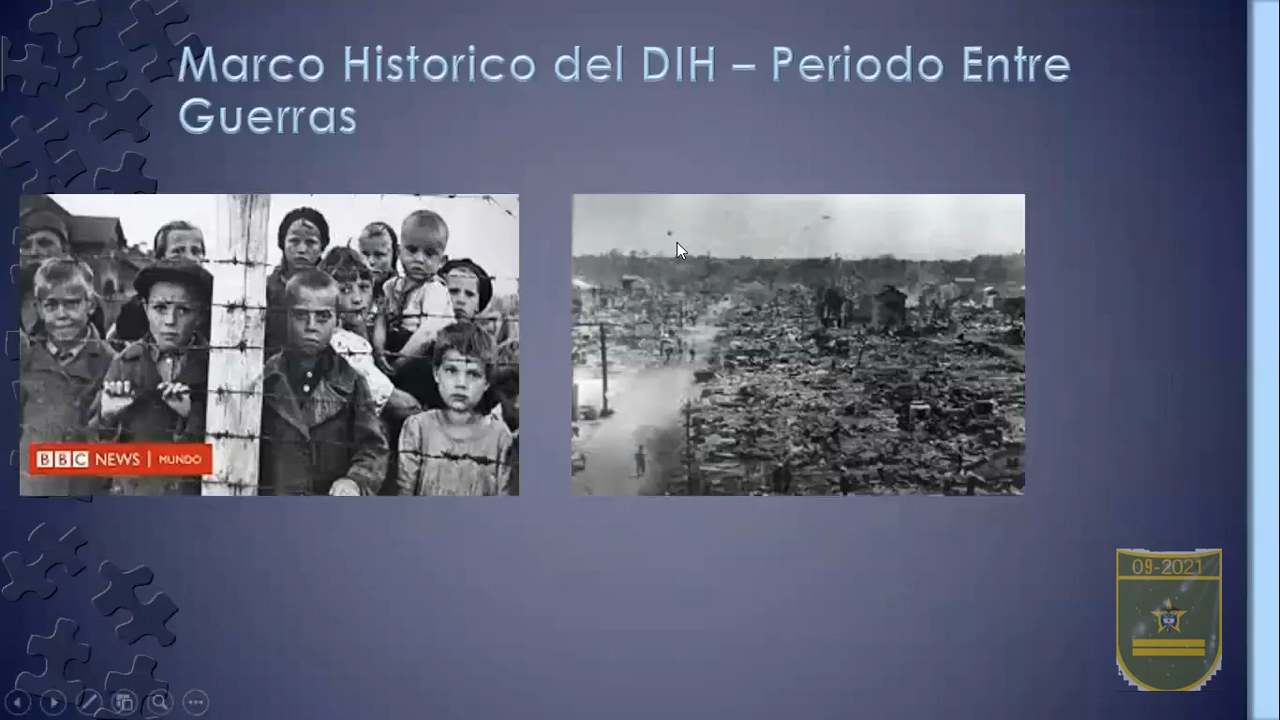 Marco Historico del DIH – Periodo Entre
Guerras
BBC NEWS | MUNDO
09-2021